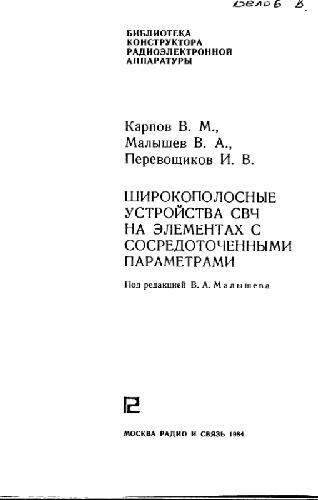 Белов В.
БИБЛИОТЕКА
КОНСТРУКТОРА
РАДИОЭЛЕКТРОННОЙ
АППАРАТУРЫ
Карпов В. М.,
Малышев В. А.,
Перевощиков И. В.
ШИРОКОПОЛОСНЫЕ
УСТРОЙСТВА СВЧ
НА ЭЛЕМЕНТАХ С
СОСРЕДОТОЧЕННЫМИ
ПАРАМЕТРАМИ
Под редакцией В. А. Малышева
МОСКВА РАДИО И СВЯЗЬ 1984